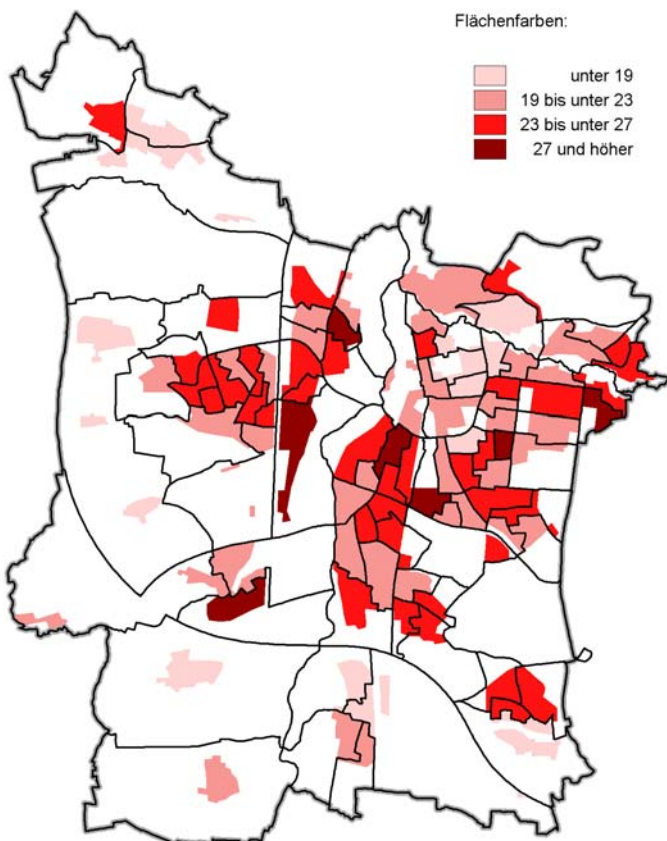 Flächenfarben:
unter 19
19 bis unter 23
23 bis unter 27
27 und höher